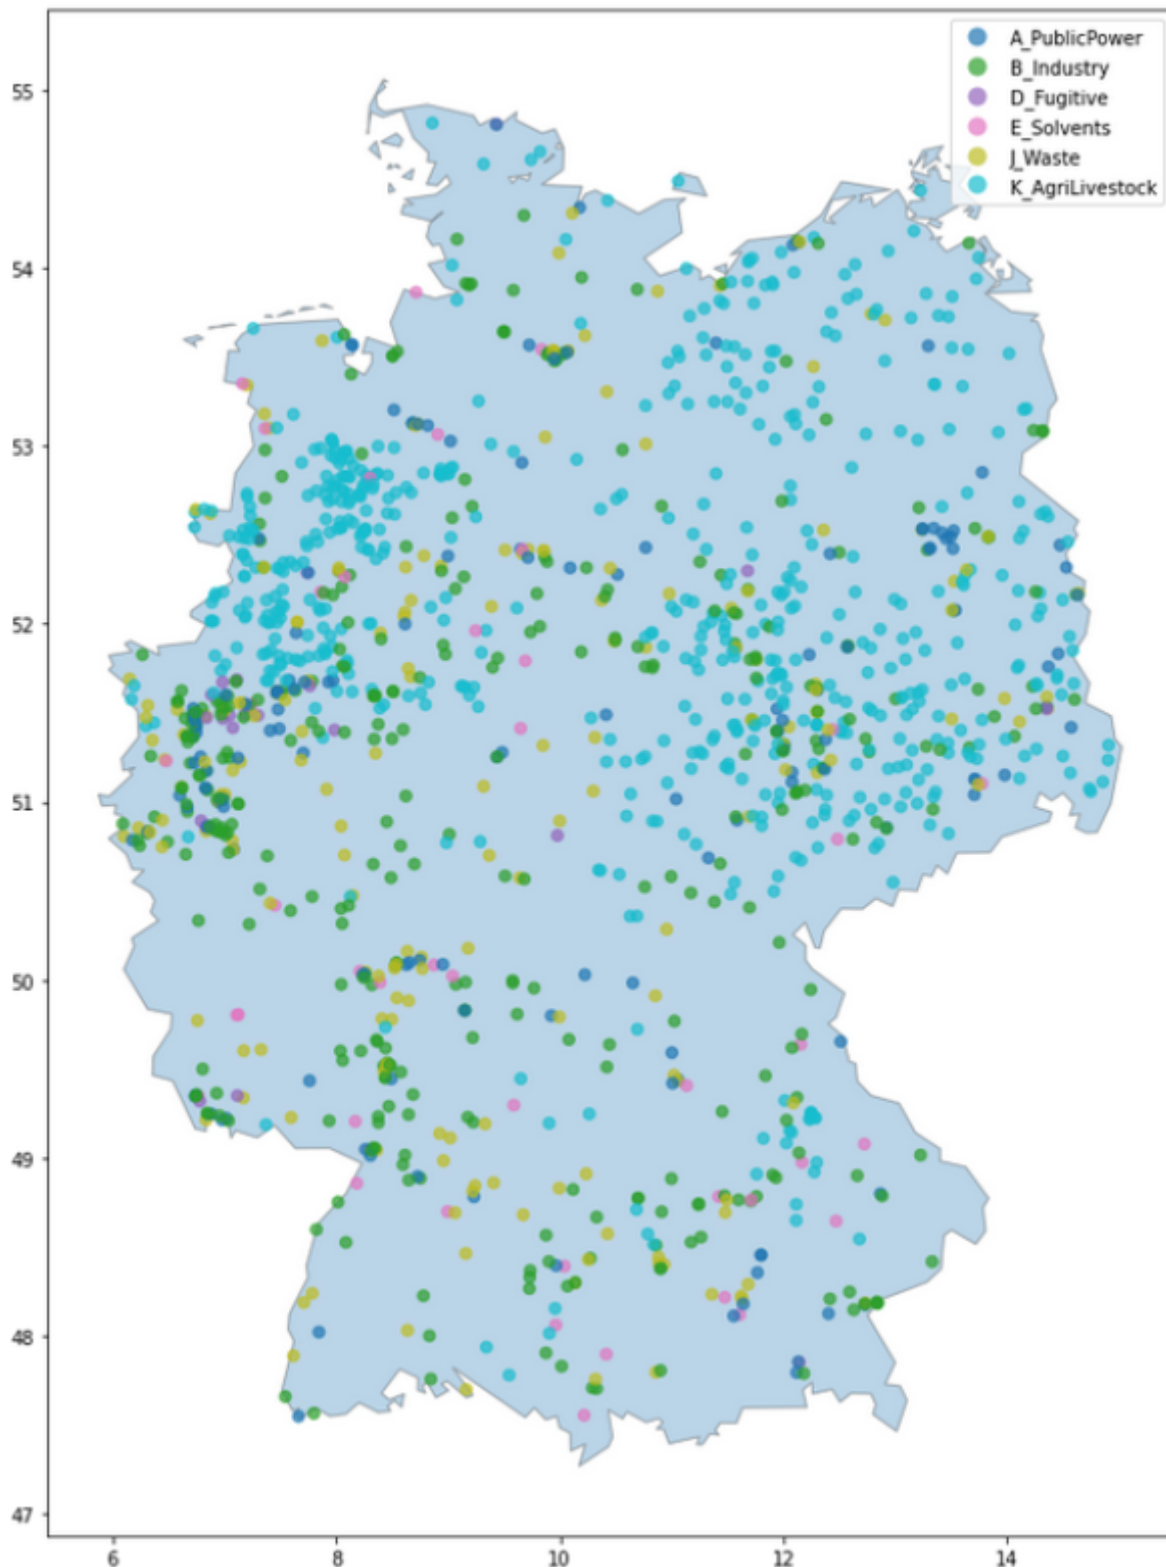 A_PublicPower
B_Industry
D_Fugitive
E_Solvents
J_Waste
K_AgriLivestock
55
54
53
52
51
50
49
48
47
6 8 10 12 14